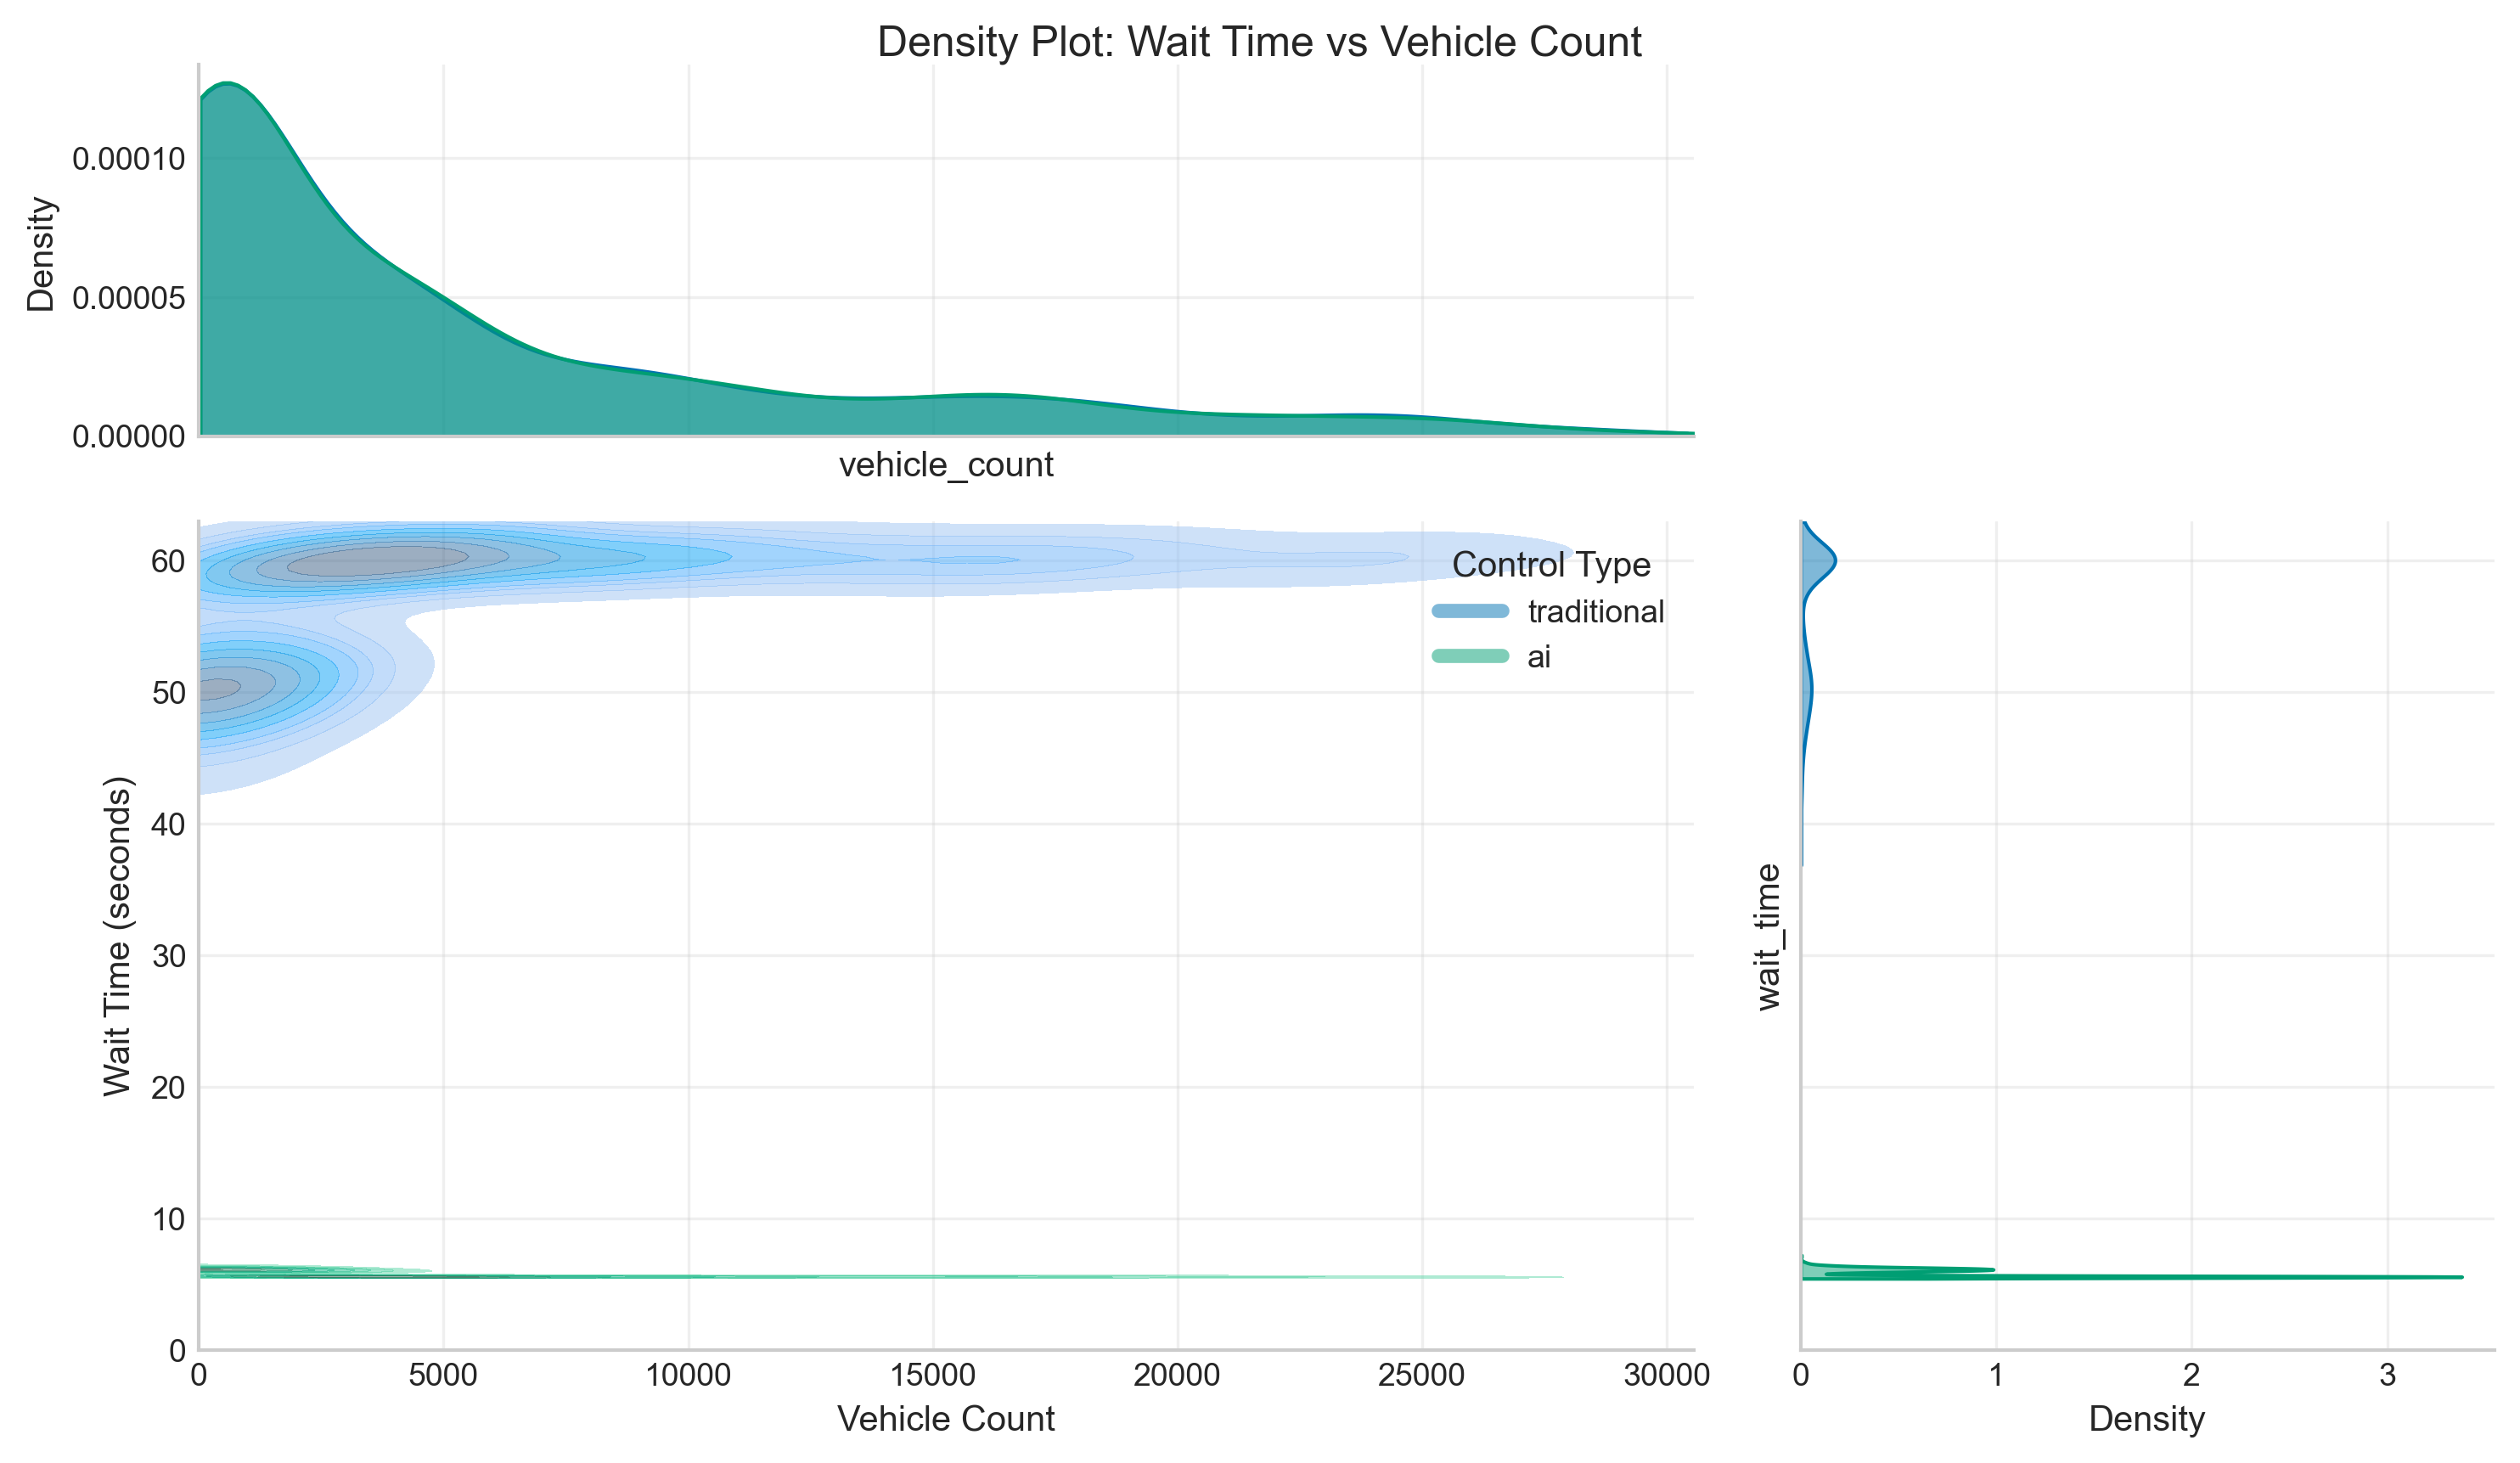 Density Plot: Wait Time vs Vehicle Count
Density
0.00010
0.00005
0.00000
vehicle_count
Wait Time (seconds)
60
50
40
30
20
10
0
0 5000 10000 15000 20000 25000 30000
Vehicle Count
Control Type
traditional
ai
wait_time
0 1 2 3
Density